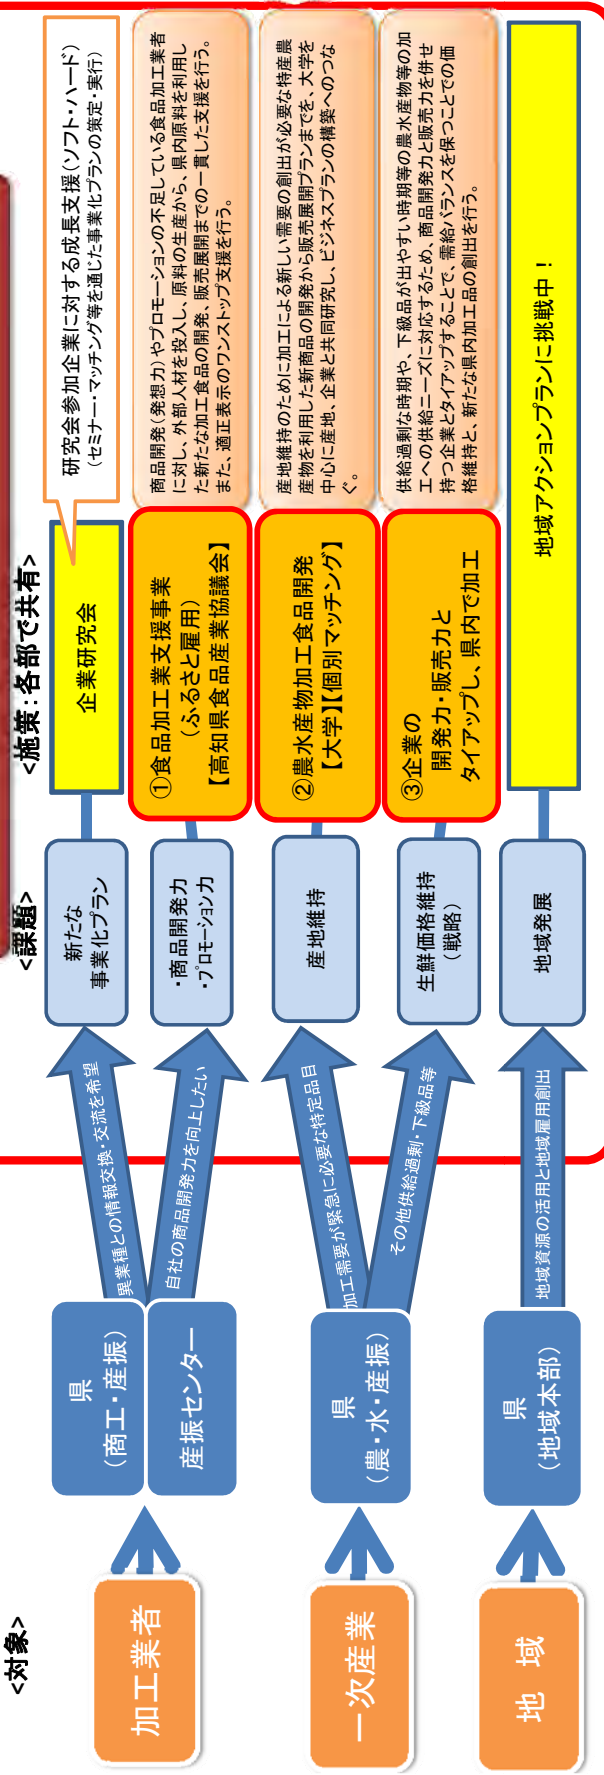 <対象>
加工業者
一次産業
地 域
県
(商工・産振)
産振センター
県
(農・水・産振)
県
(地域本部)
異業種との情報交換・交流を希望
自社の商品開発力を向上したい
加工需要が緊急に必要な特定品目
その他供給過剰・下級品等
地域資源の活用と地域雇用創出
<課題>
新たな
事業化プラン
・商品開発力
・プロモーション力
産地維持
生鮮価格維持
(戦略)
地域発展
<施策:各部で共有>
企業研究会
研究会参加企業に対する成長支援(ソフト・ハード)
(セミナー・マッチング等を通じた事業化プランの策定・実行)
①食品加工業支援事業
(ふるさと雇用)
【高知県食品産業協議会】
商品開発(発想力)やプロモーションの不足している食品加工業者
に対し、外部人材を投入し、原料の生産から、県内原料を利用し
た新たな加工食品の開発、販売展開までの一貫した支援を行う。
また、適正表示のワンストップ支援を行う。
②農水産物加工食品開発
【大学】【個別マッチング】
産地維持のために加工による新しい需要の創出が必要な特産農
産物を利用した新商品の開発から販売展開プランまでを、大学を
中心に産地、企業と共同研究し、ビジネスプランの構築へのつな
ぐ。
③企業の
開発力・販売力と
タイアップし、県内で加工
供給過剰な時期や、下級品が出やすい時期等の農水産物等の加
工への供給ニーズに対応するため、商品開発力と販売力を併せ
持つ企業とタイアップすることで、需給バランスを保つことでの価
格維持と、新たな県内加工品の創出を行う。
地域アクションプランに挑戦中!